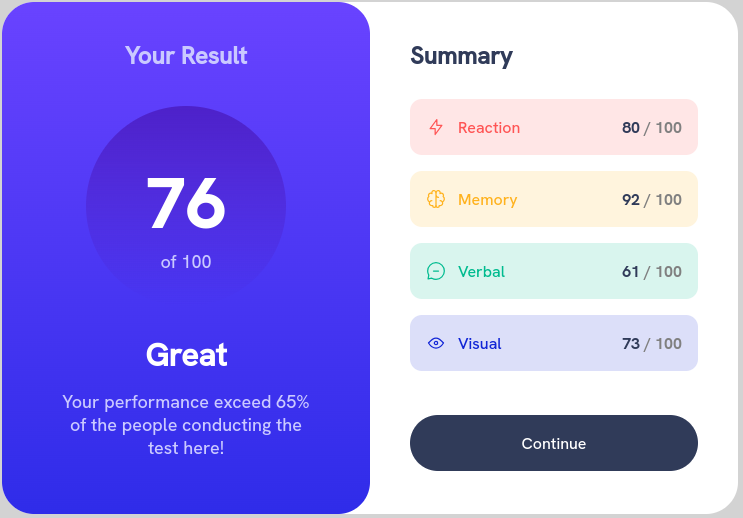 Your Result
76
of 100
Great
Your performance exceed 65%
of the people conducting the
test here!
Summary
Reaction 80 / 100
Memory 92 / 100
Verbal 61 / 100
Visual 73 / 100
Continue